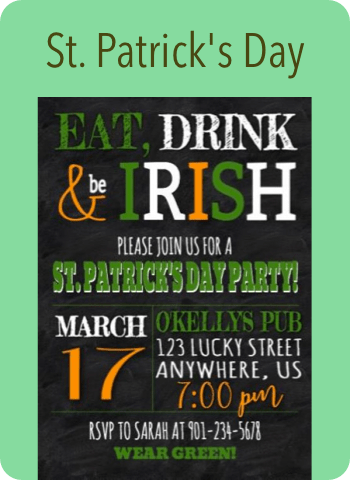 St. Patrick's Day
EAT, DRINK
& be IRISH
PLEASE JOIN US FOR A
ST. PATRICK'S DAY PARTY!
MARCH
17
O'KELLYS PUB
123 LUCKY STREET
ANYWHERE, US
7:00 pm
RSVP TO SARAH AT 901-234-5678
WEAR GREEN!